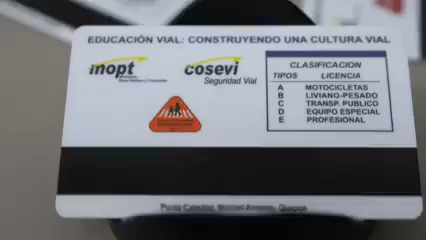 EDUCACIÓN VIAL: CONSTRUYENDO UNA CULTURA VIAL
mopt
cosevi
Seguridad Vial
CLASIFICACION
TIPOS LICENCIA
A MOTOCICLETAS
B LIVIANO-PESADO
C TRANSP. PUBLICO
D EQUIPO ESPECIAL
E PROFESIONAL